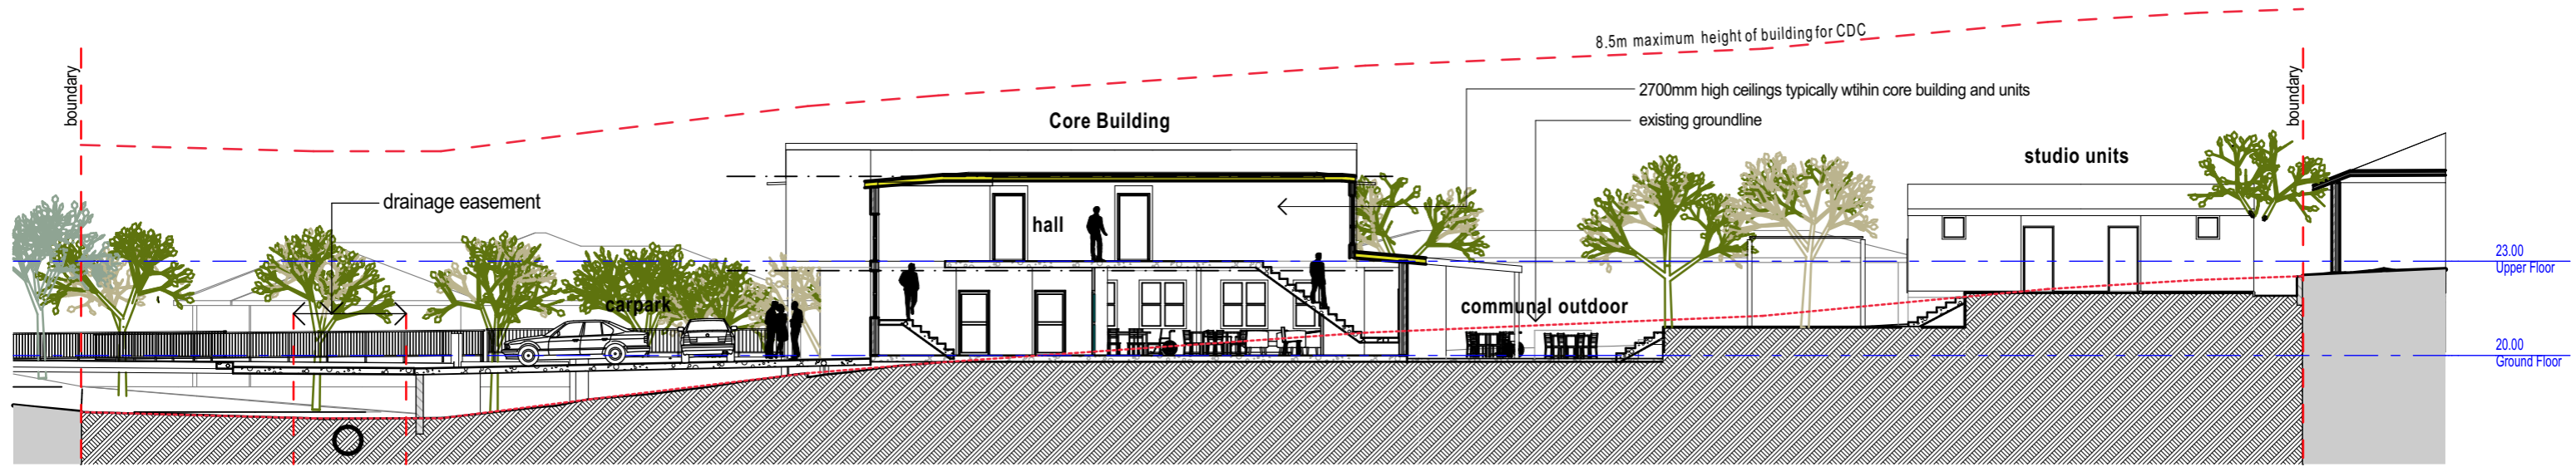 8.5m maximum height of building for CDC
boundary
boundary
2700mm high ceilings typically wtihin core building and units
Core Building
existing groundline
studio units
drainage easement
hall
23.00
Upper Floor
carpark
communal outdoor
20.00
Ground Floor